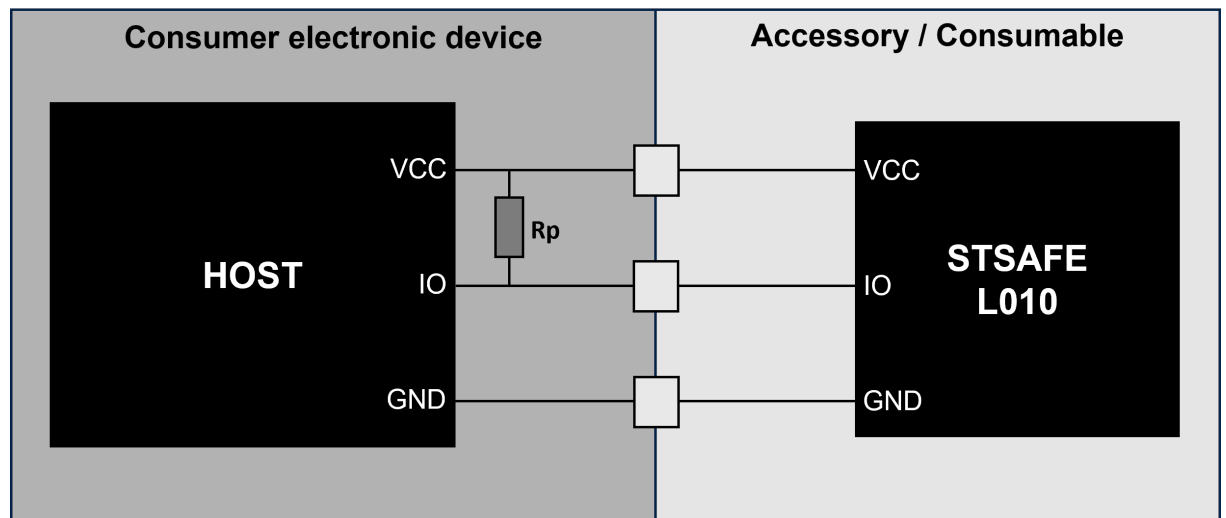 Consumer electronic device
Accessory / Consumable
VCC
VCC
Rp
HOST
STSAFE
L010
IO
IO
GND
GND